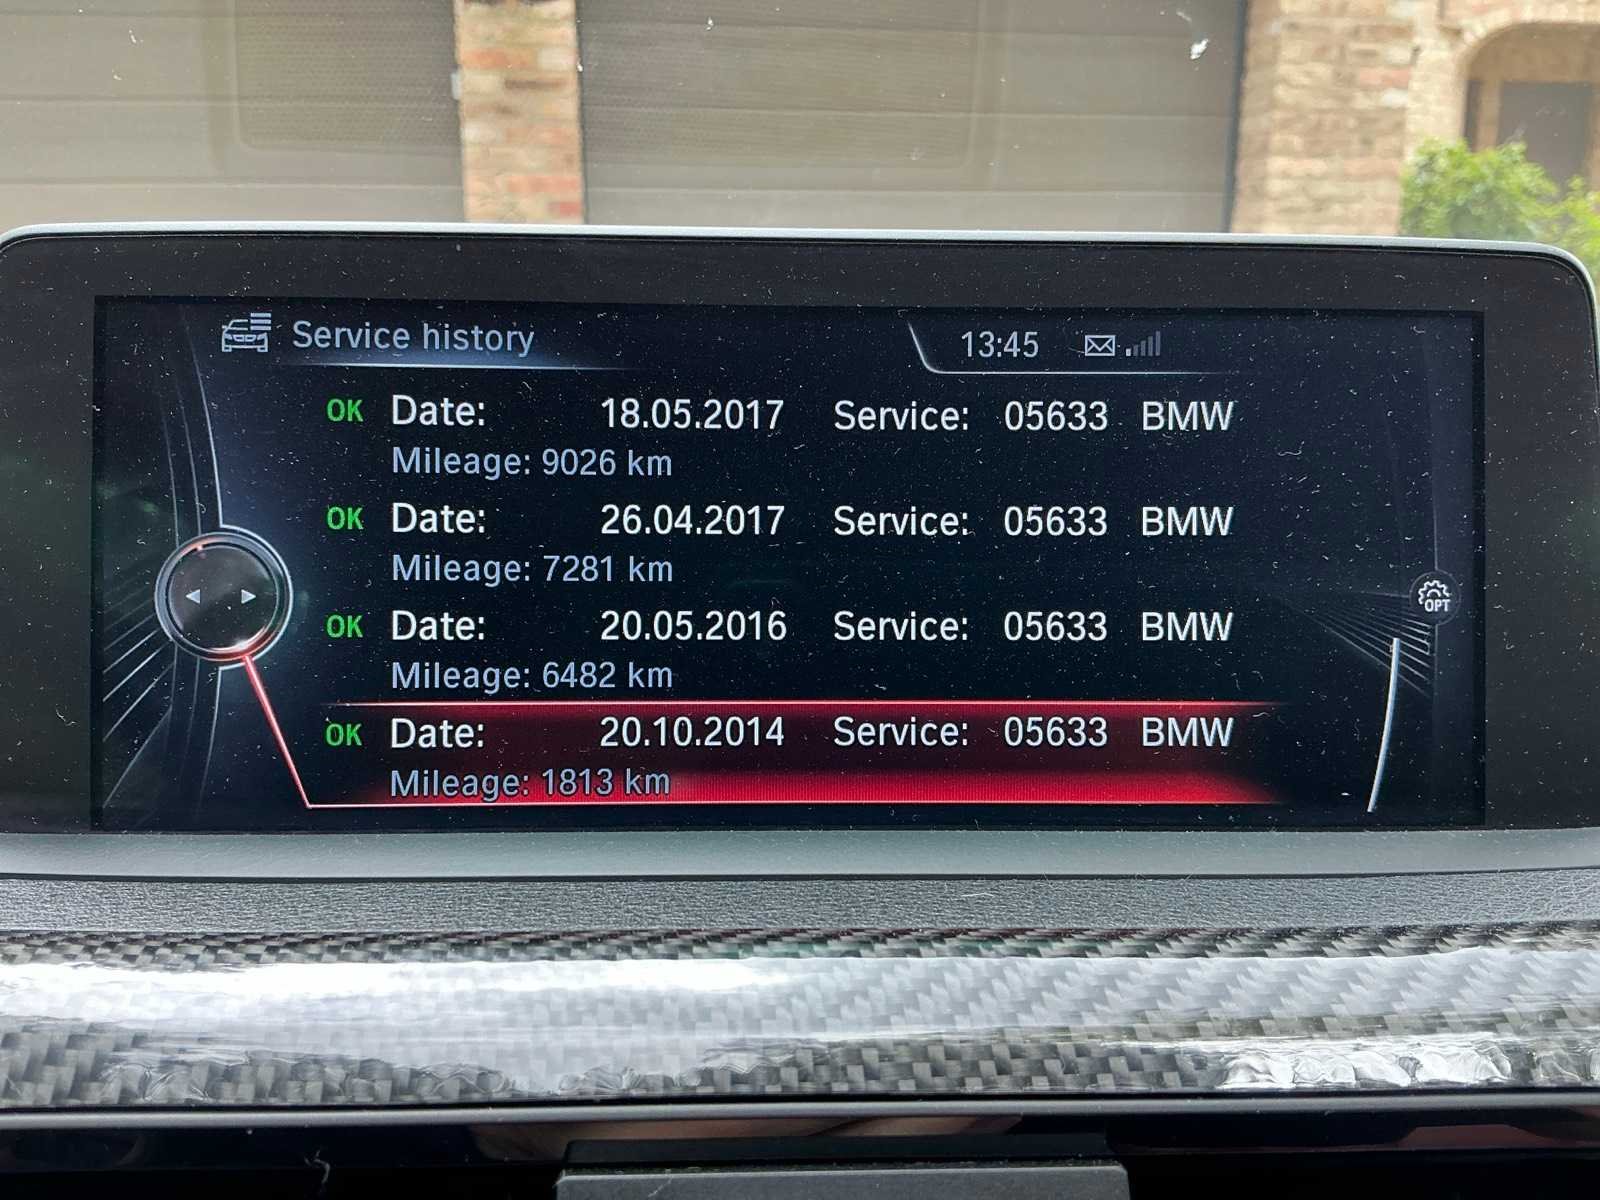 Service history 13:45
OK Date: 18.05.2017 Service: 05633 BMW
Mileage: 9026 km
OK Date: 26.04.2017 Service: 05633 BMW
Mileage: 7281 km
OK Date: 20.05.2016 Service: 05633 BMW
Mileage: 6482 km
OK Date: 20.10.2014 Service: 05633 BMW
Mileage: 1813 km
OPT